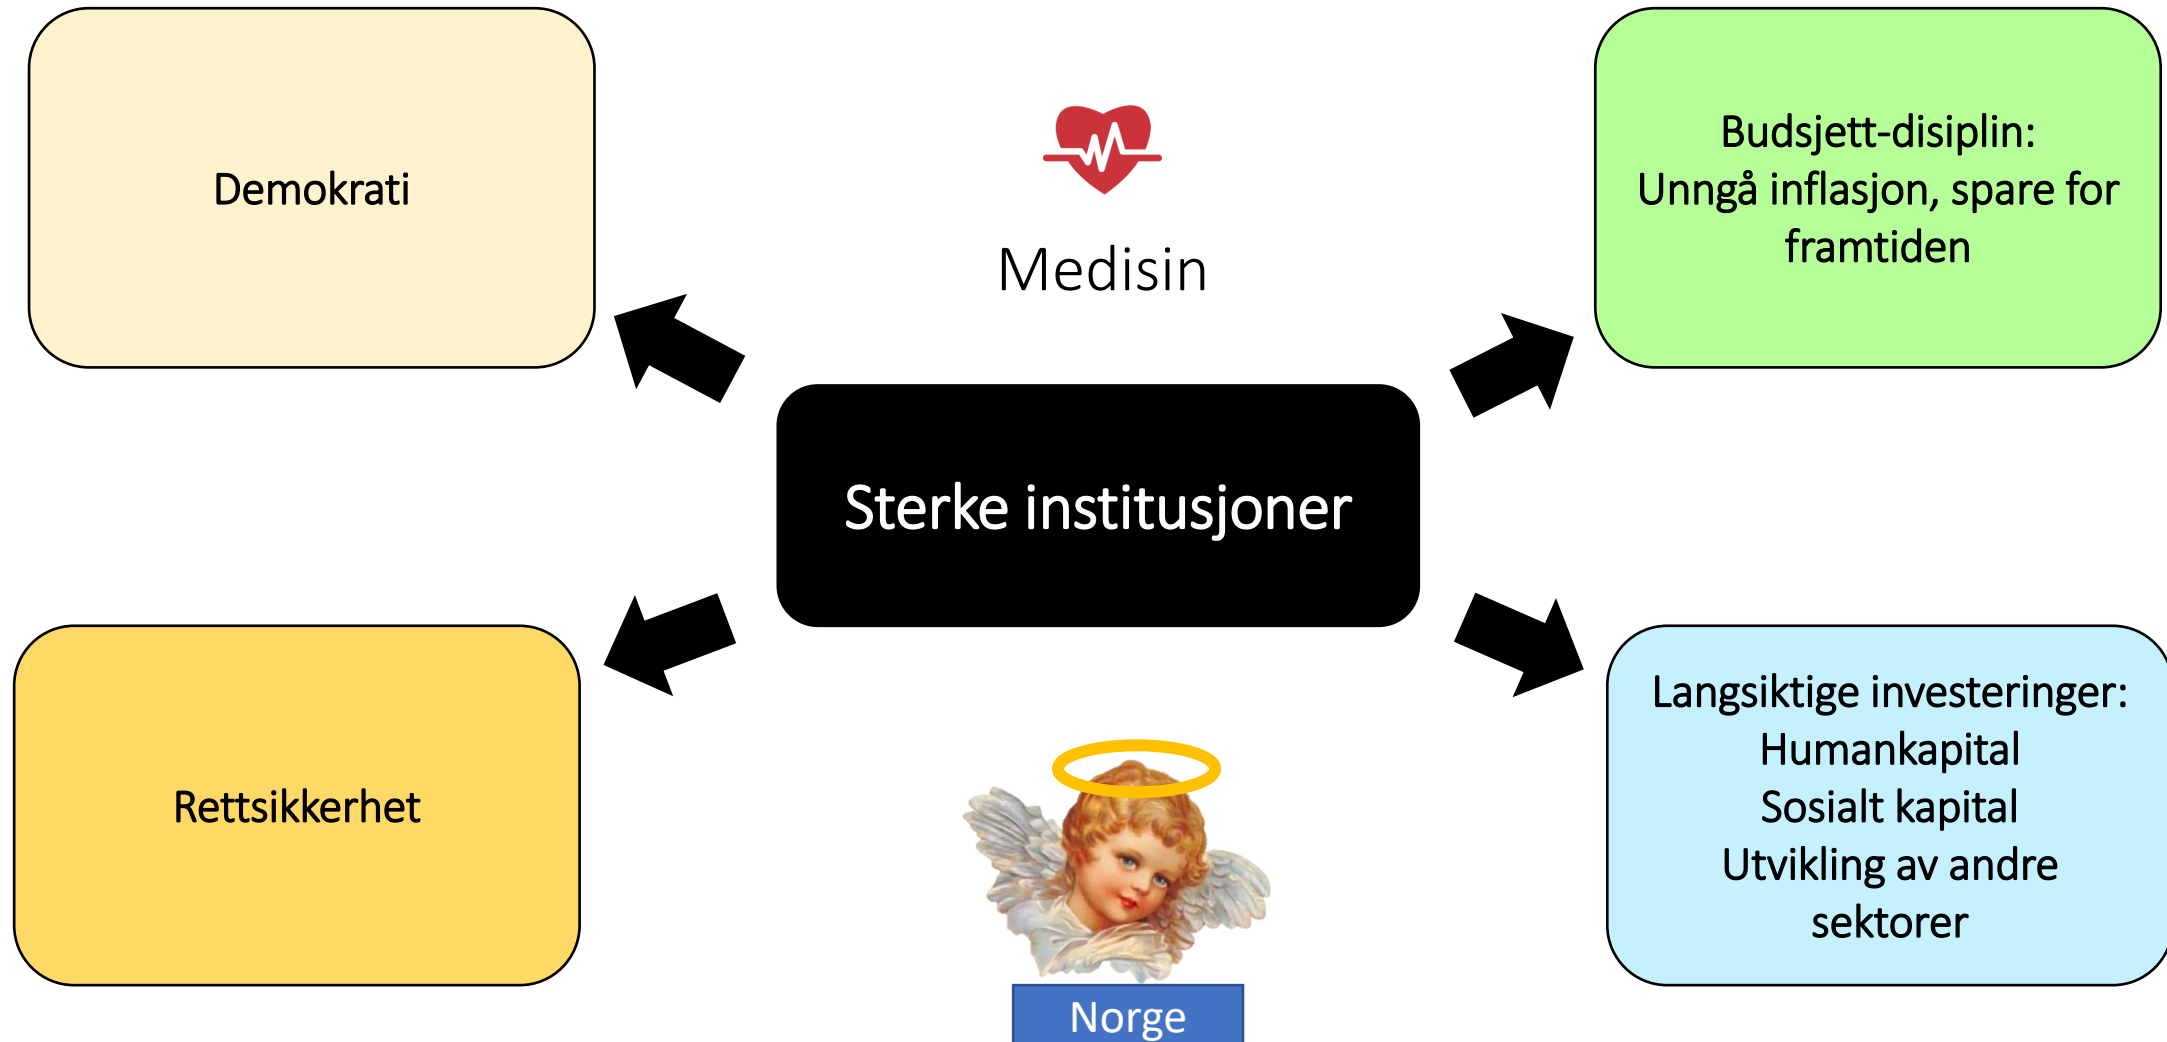 Demokrati
Medisin
Budsjett-disiplin:
Unngå inflasjon, spare for
framtiden
Sterke institusjoner
Rettsikkerhet
Langsiktige investeringer:
Humankapital
Sosialt kapital
Utvikling av andre
sektorer
Norge